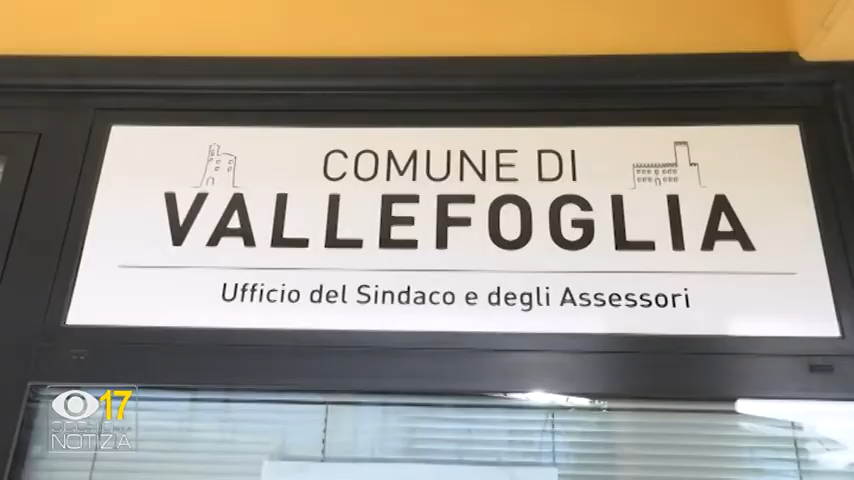 COMUNE DI
VALLEFOGLIA
Ufficio del Sindaco e degli Assessori
17
NOTIZIA